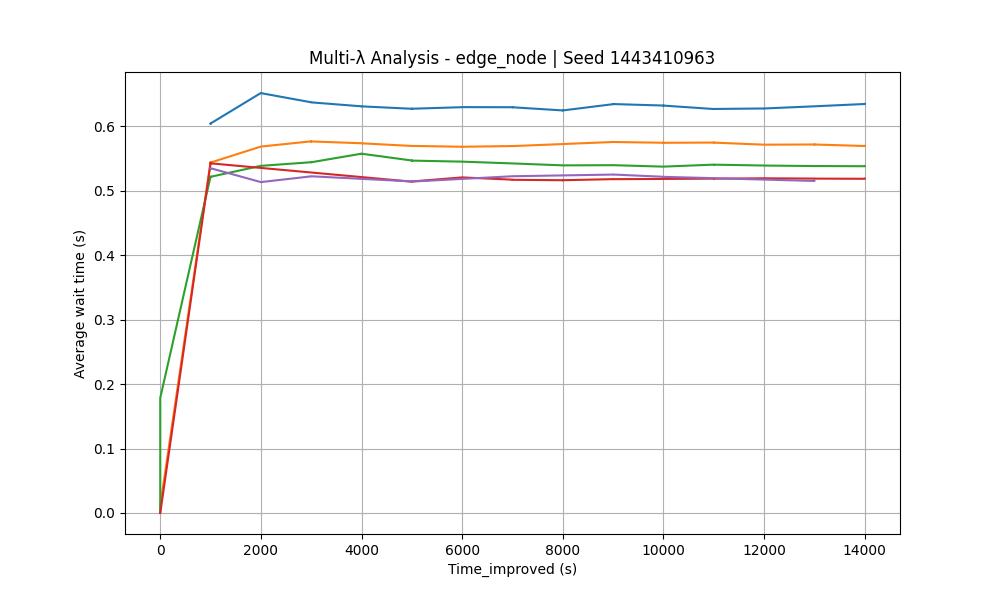 Multi-λ Analysis - edge_node | Seed 1443410963
Average wait time (s)
0.6
0.5
0.4
0.3
0.2
0.1
0.0
0 2000 4000 6000 8000 10000 12000 14000
Time_improved (s)